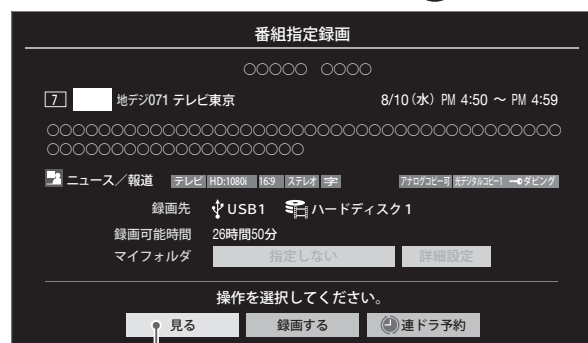 番組指定録画
○○○○○ ○○○○
7 地デジ071 テレビ東京 8/10(水) PM 4:50 ～ PM 4:59
○○○○○○○○○○○○○○○○○○○○○○○○○○○○○○○○○○
○○○○○○○○○○○○○○○○○
ニュース／報道 テレビ HD:1080i 16:9 ステレオ 字 アナログコピー可 光デジタルコピー1 ダビング
録画先 USB1 ハードディスク1
録画可能時間 26時間50分
マイフォルダ 指定しない 詳細設定
操作を選択してください。
見る 録画する 連ドラ予約